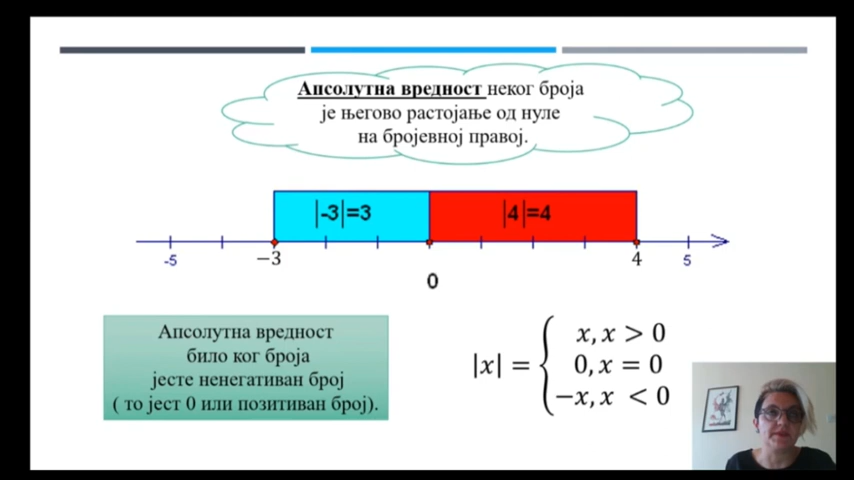 Апсолутна вредност неког броја
је његово растојање од нуле
на бројевној правој.
|-3|=3
|4|=4
-5
−3
0
4
5
Апсолутна вредност
било ког броја
јесте ненегативан број
( то јест 0 или позитиван број).
x, x > 0
|x| = { 0, x = 0
−x, x < 0